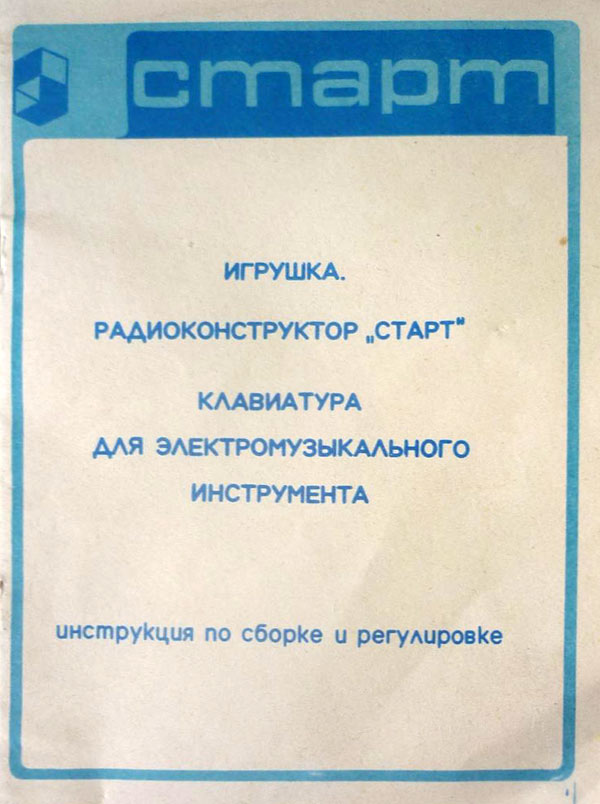 старт
ИГРУШКА.
РАДИОКОНСТРУКТОР „СТАРТ"
КЛАВИАТУРА
ДЛЯ ЭЛЕКТРОМУЗЫКАЛЬНОГО
ИНСТРУМЕНТА
инструкция по сборке и регулировке